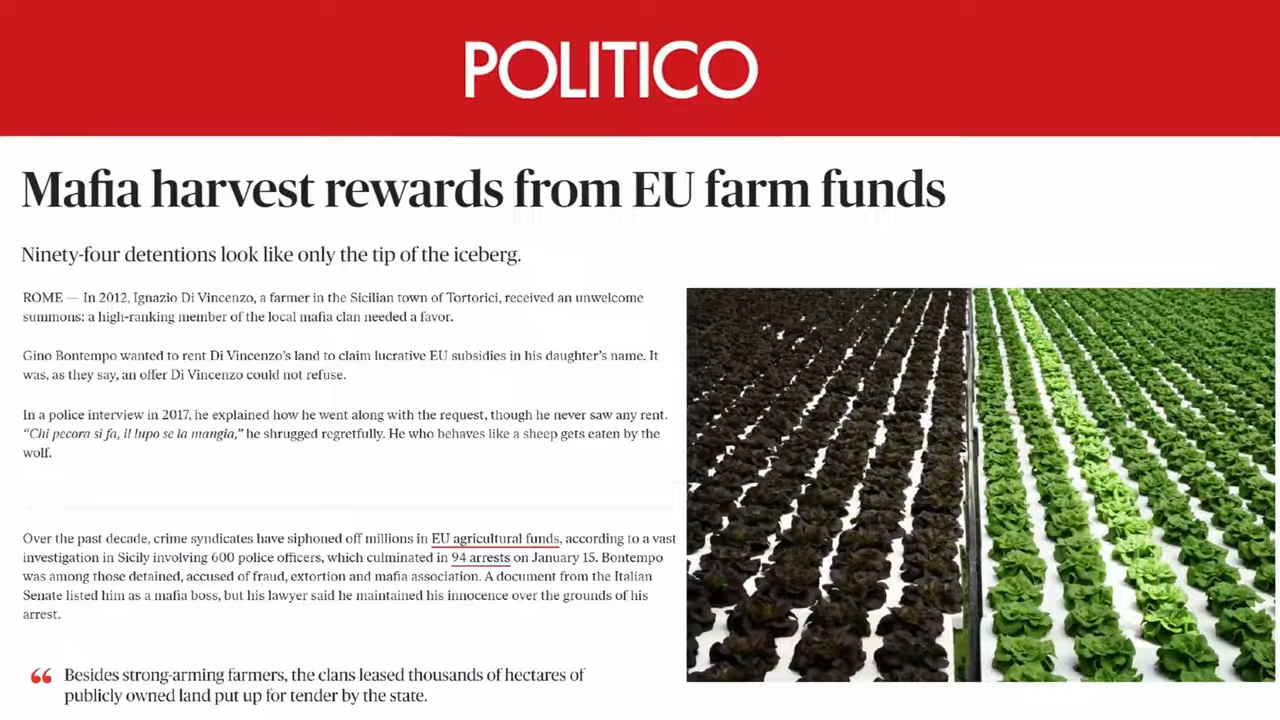 POLITICO
Mafia harvest rewards from EU farm funds
Ninety-four detentions look like only the tip of the iceberg.
ROME — In 2012, Ignazio Di Vincenzo, a farmer in the Sicilian town of Tortorici, received an unwelcome
summons: a high-ranking member of the local mafia clan needed a favor.
Gino Bontempo wanted to rent Di Vincenzo's land to claim lucrative EU subsidies in his daughter's name. It
was, as they say, an offer Di Vincenzo could not refuse.
In a police interview in 2017, he explained how he went along with the request, though he never saw any rent.
“Chi pecora si fa, il lupo se la mangia,” he shrugged regretfully. He who behaves like a sheep gets eaten by the
wolf.
Over the past decade, crime syndicates have siphoned off millions in EU agricultural funds, according to a vast
investigation in Sicily involving 600 police officers, which culminated in 94 arrests on January 15. Bontempo
was among those detained, accused of fraud, extortion and mafia association. A document from the Italian
Senate listed him as a mafia boss, but his lawyer said he maintained his innocence over the grounds of his
arrest.
“ Besides strong-arming farmers, the clans leased thousands of hectares of
publicly owned land put up for tender by the state.